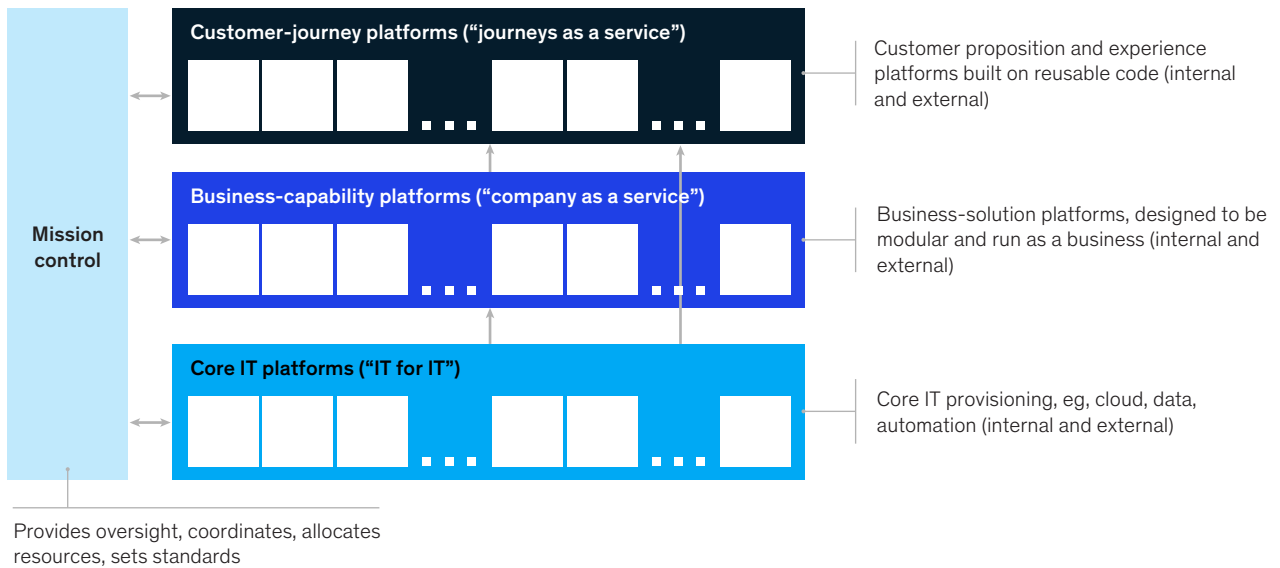 Customer-journey platforms (“journeys as a service”)
Customer proposition and experience
platforms built on reusable code (internal
and external)
Business-capability platforms (“company as a service”)
Business-solution platforms, designed to be
modular and run as a business (internal and
external)
Mission
control
Core IT platforms (“IT for IT”)
Core IT provisioning, eg, cloud, data,
automation (internal and external)
Provides oversight, coordinates, allocates
resources, sets standards